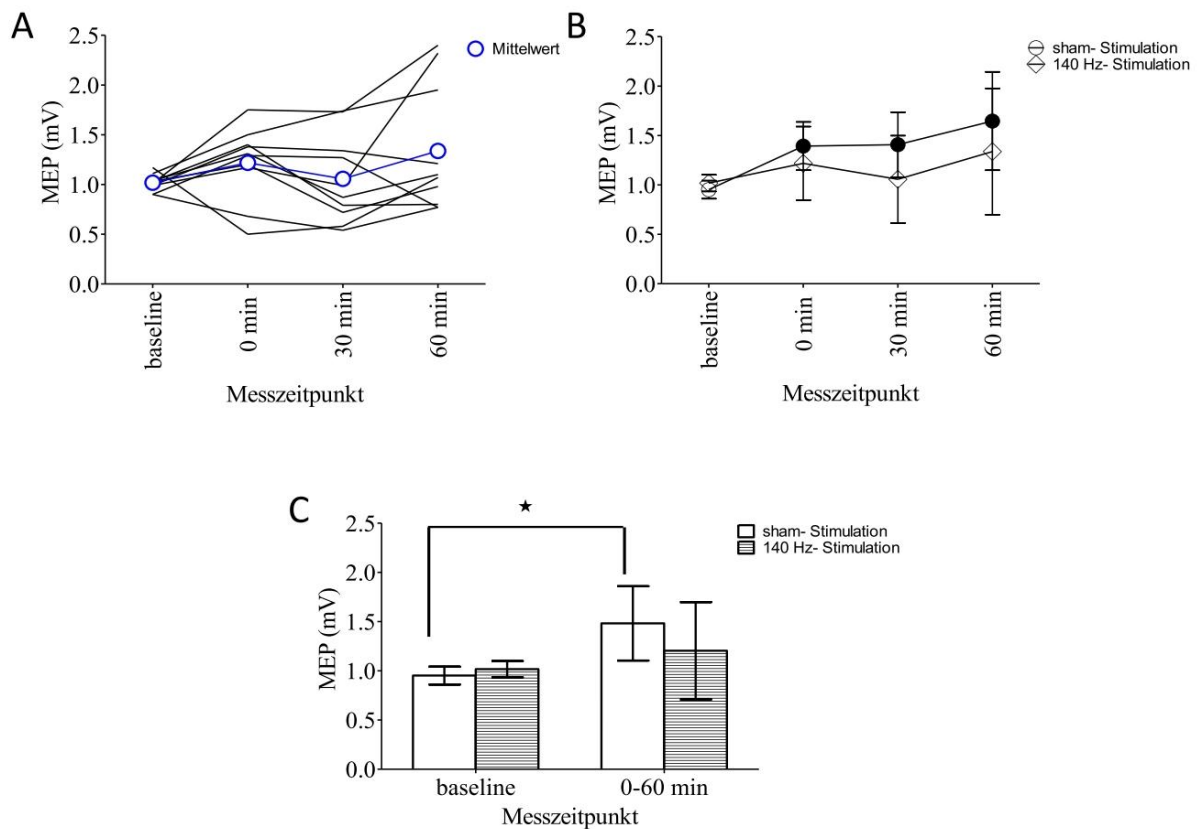 A
MEP (mV)
2.5
2.0
1.5
1.0
0.5
0.0
baseline
0 min
30 min
60 min
Messzeitpunkt
Mittelwert
B
MEP (mV)
2.5
2.0
1.5
1.0
0.5
0.0
baseline
0 min
30 min
60 min
Messzeitpunkt
sham- Stimulation
140 Hz- Stimulation
C
MEP (mV)
2.5
2.0
1.5
1.0
0.5
0.0
★
baseline
0-60 min
Messzeitpunkt
sham- Stimulation
140 Hz- Stimulation